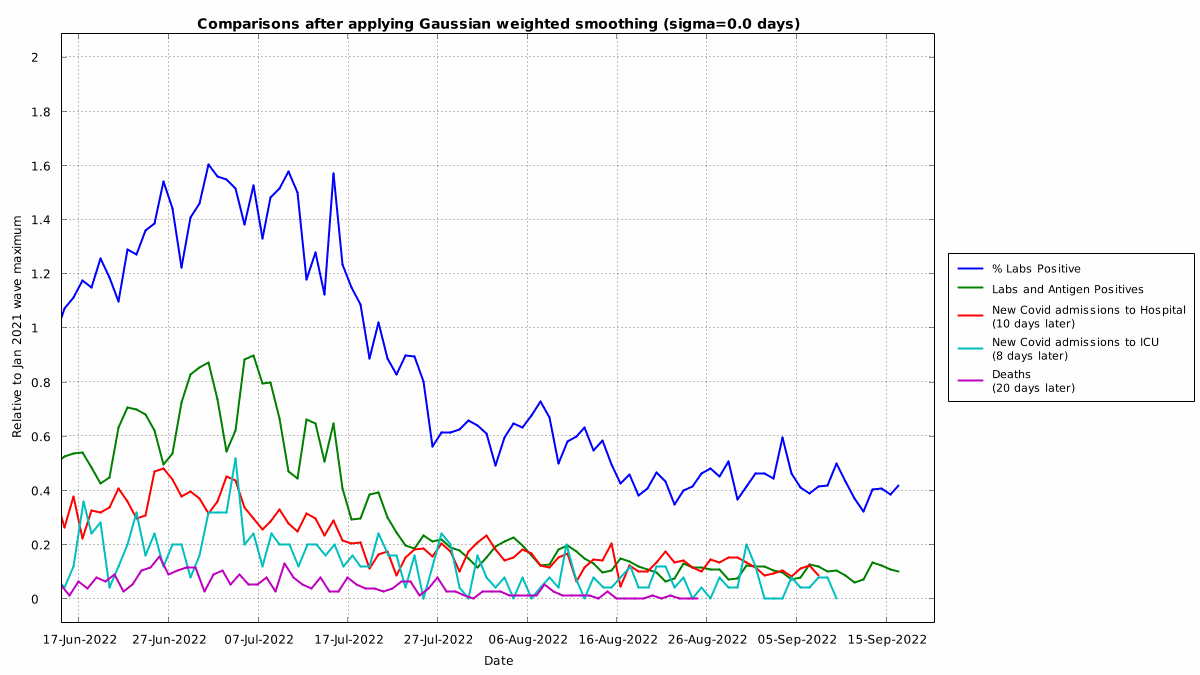 Comparisons after applying Gaussian weighted smoothing (sigma=0.0 days)
Relative to Jan 2021 wave maximum
2
1.8
1.6
1.4
1.2
1
0.8
0.6
0.4
0.2
0
17-Jun-2022 27-Jun-2022 07-Jul-2022 17-Jul-2022 27-Jul-2022 06-Aug-2022 16-Aug-2022 26-Aug-2022 05-Sep-2022 15-Sep-2022
Date
% Labs Positive
Labs and Antigen Positives
New Covid admissions to Hospital
(10 days later)
New Covid admissions to ICU
(8 days later)
Deaths
(20 days later)